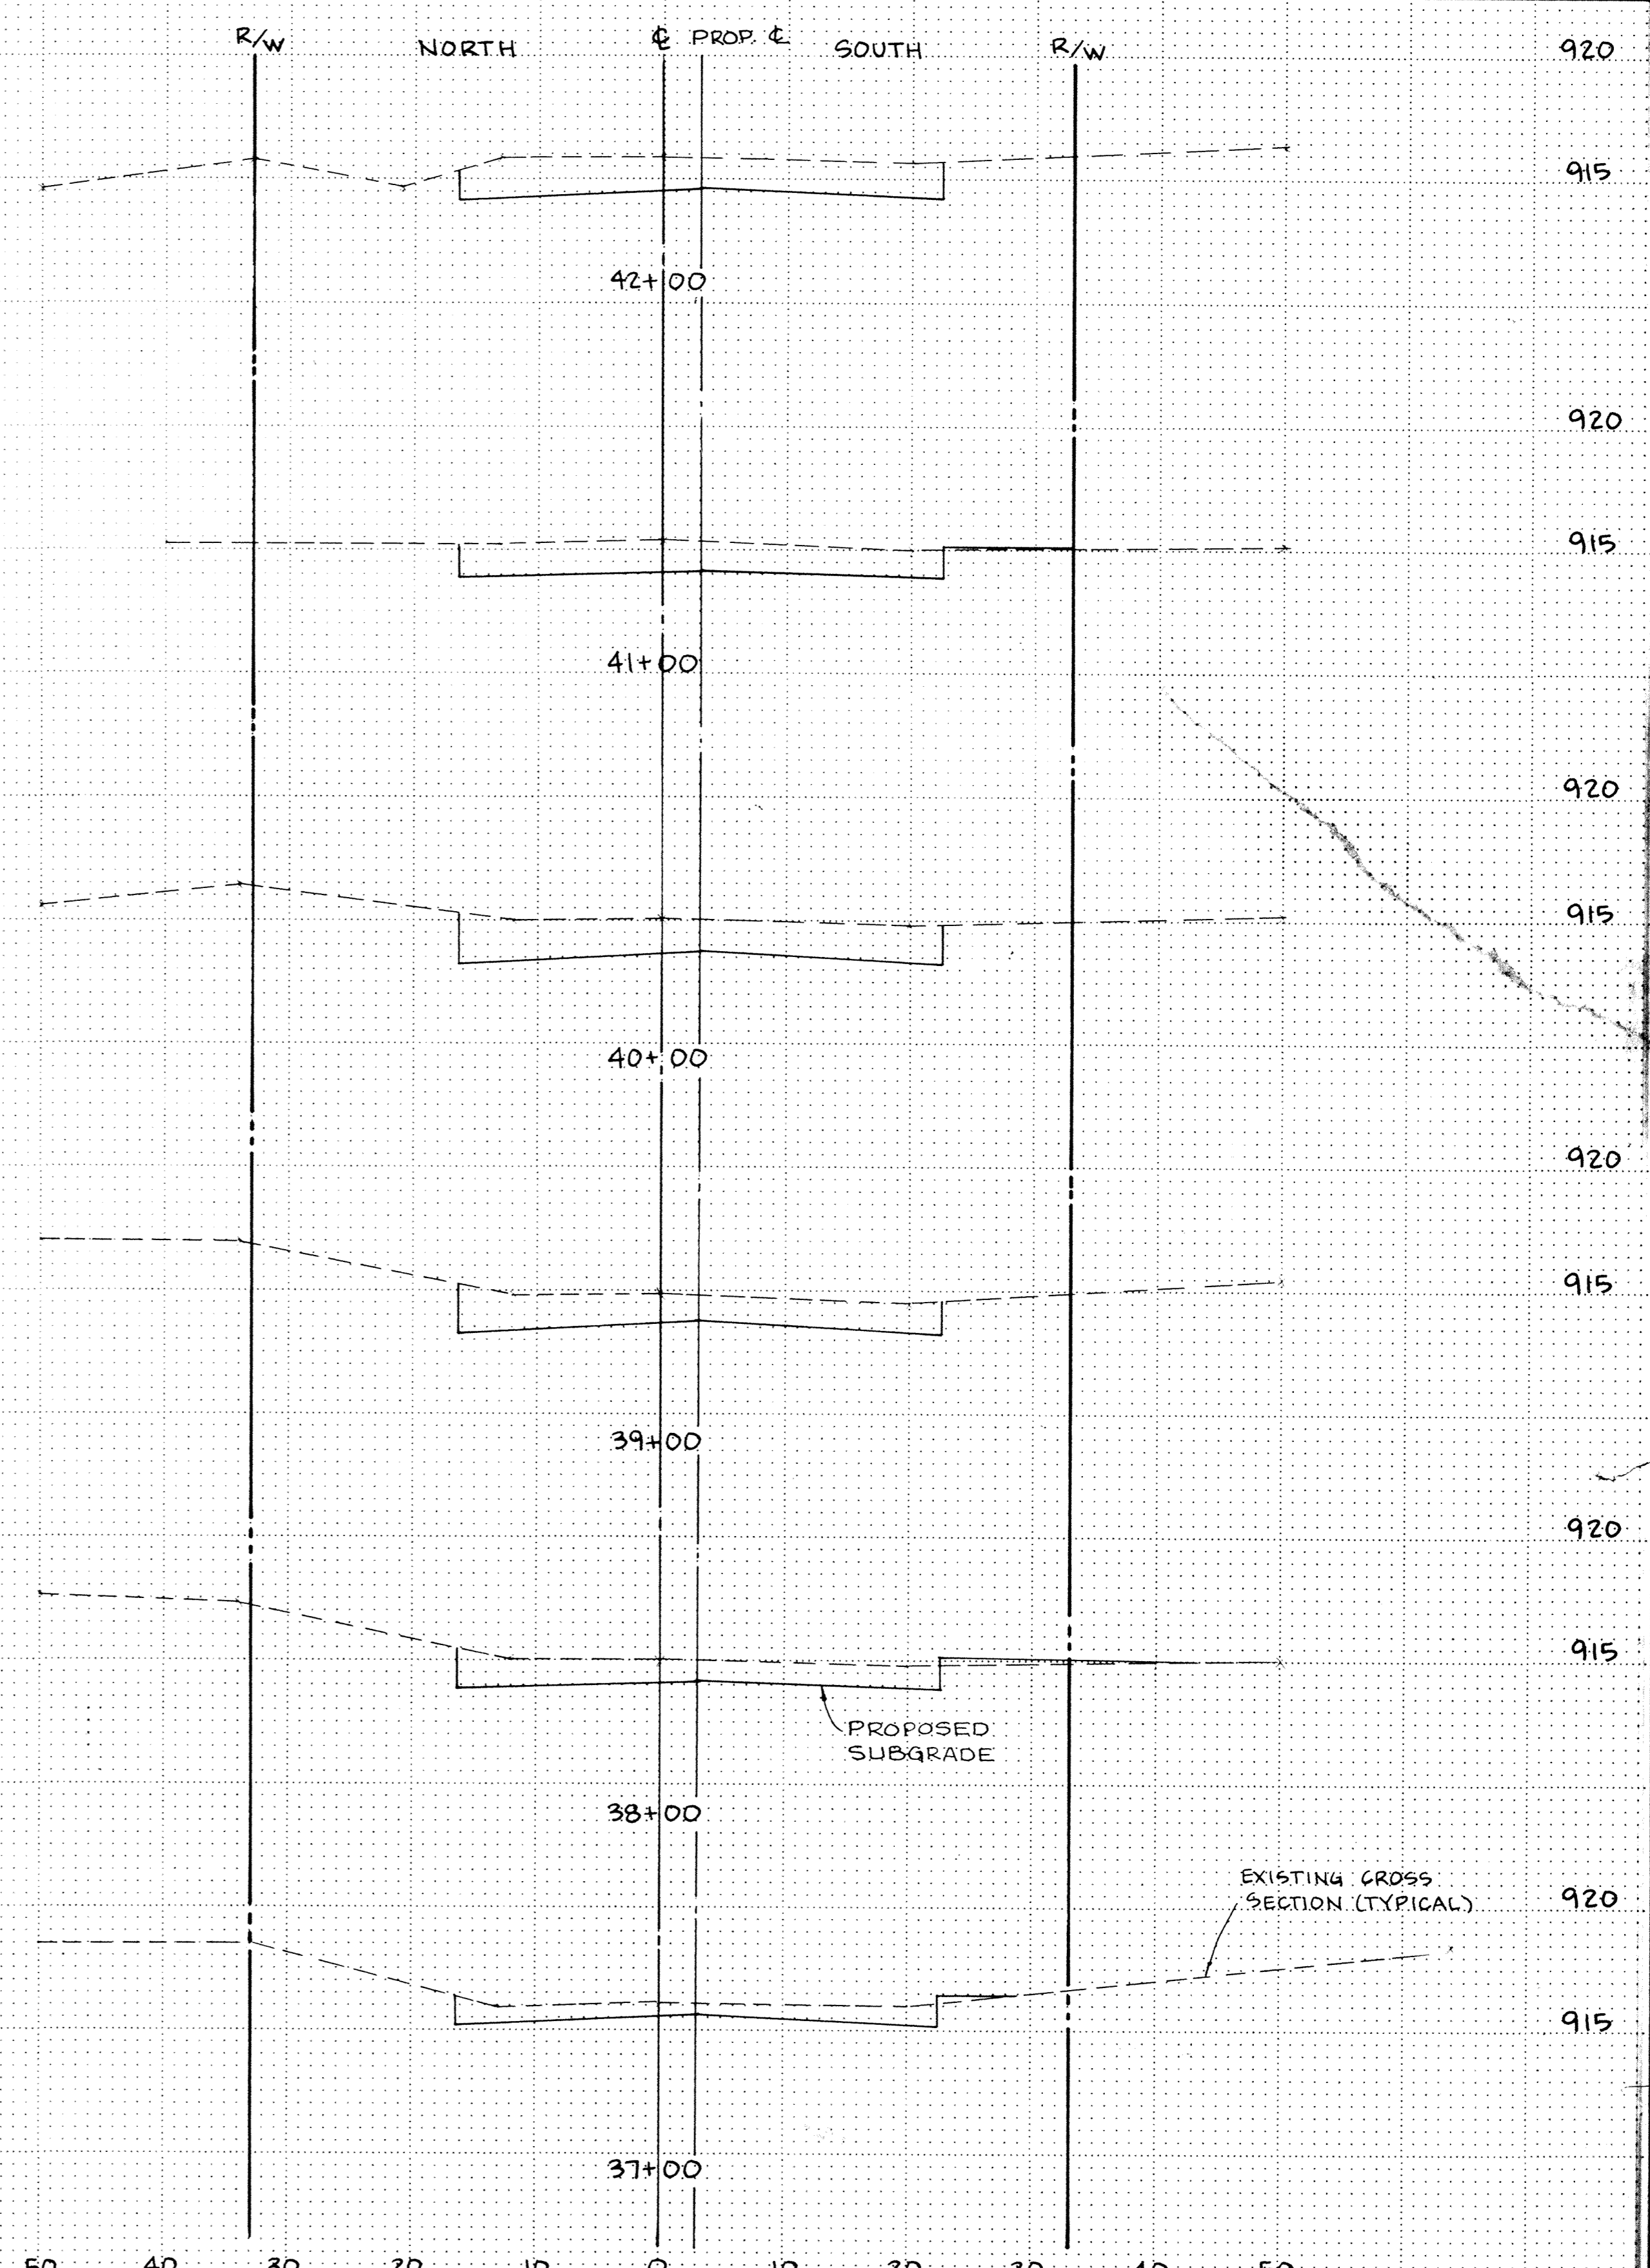 R/W NORTH ℄ PROP. ℄ SOUTH R/W 920
915
42+00
920
915
41+00
920
915
40+00
920
915
39+00
920
915
PROPOSED
SUBGRADE
38+00
EXISTING CROSS
SECTION (TYPICAL)
920
915
37+00
50 40 30 20 10 0 10 20 30 40 50